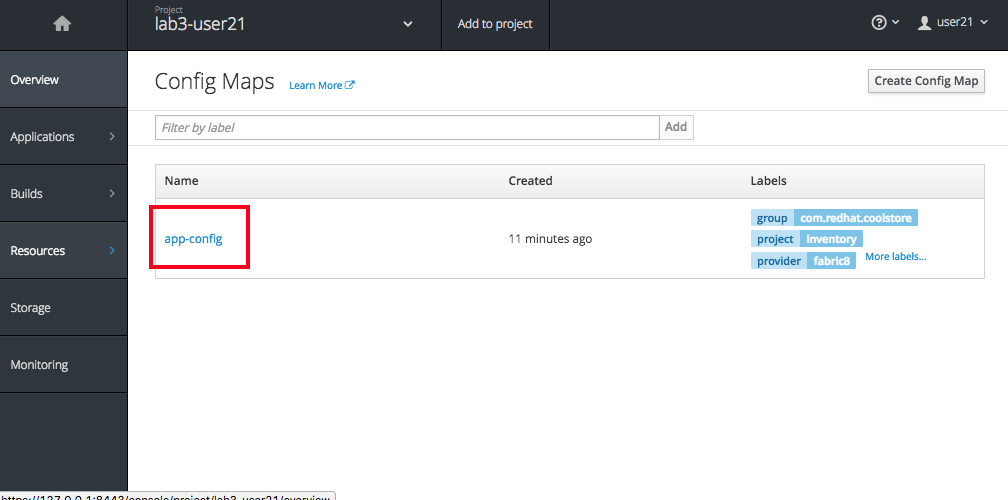 Project
lab3-user21
Add to project
user21
Overview
Applications
Builds
Resources
Storage
Monitoring
Config Maps
Learn More
Create Config Map
Filter by label
Add
Name
Created
Labels
app-config
11 minutes ago
group com.redhat.coolstore
project inventory
provider fabric8
More labels...
https://127.0.0.1:8443/console/project/lab3-user21/overview